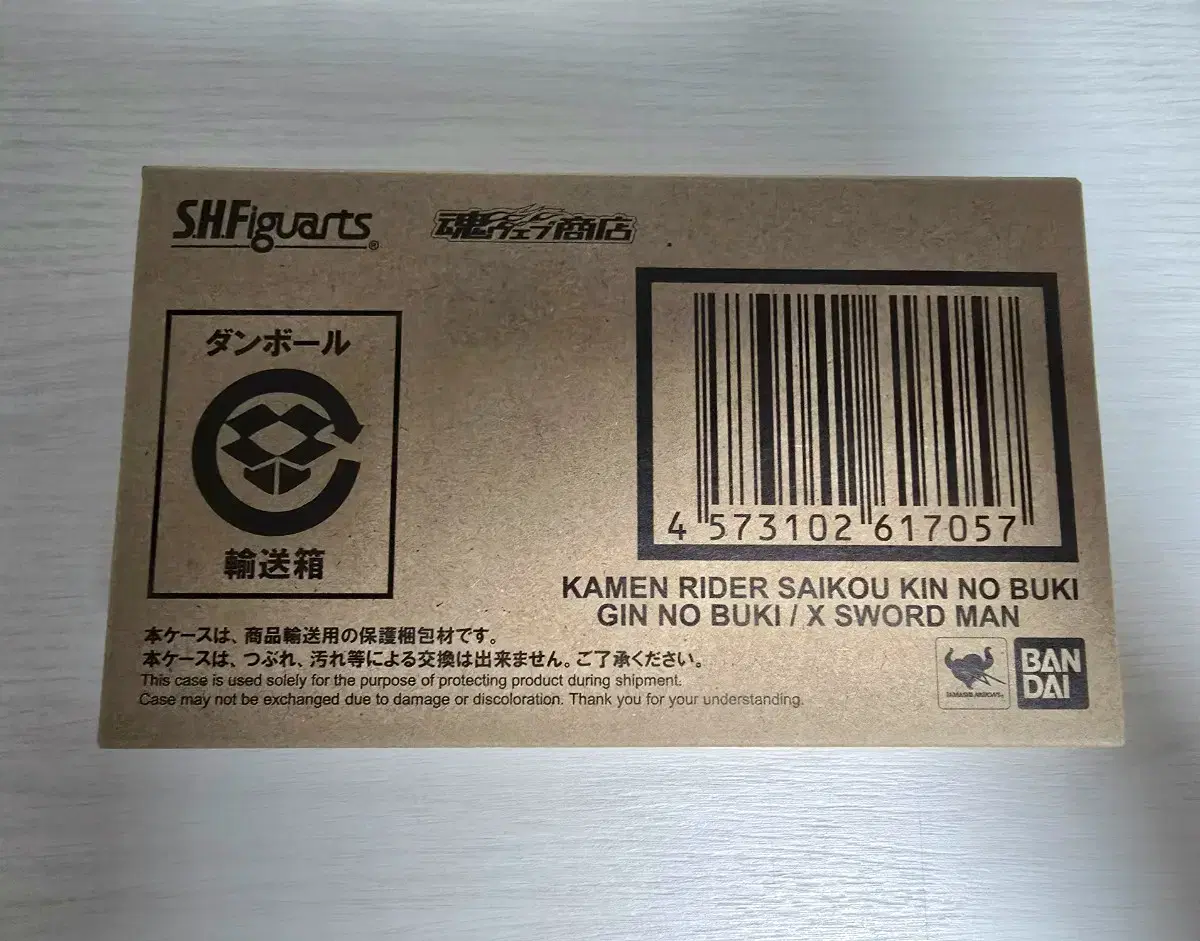 S.H.Figuarts®
魂ウェブ商店
ダンボール
輸送箱
4 573102 617057
KAMEN RIDER SAIKOU KIN NO BUKI
GIN NO BUKI / X SWORD MAN
本ケースは、商品輸送用の保護梱包材です。
本ケースは、つぶれ、汚れ等による交換は出来ません。ご了承ください。
This case is used solely for the purpose of protecting product during shipment.
Case may not be exchanged due to damage or discoloration. Thank you for your understanding.
TAMASHII NATIONS
BAN
DAI